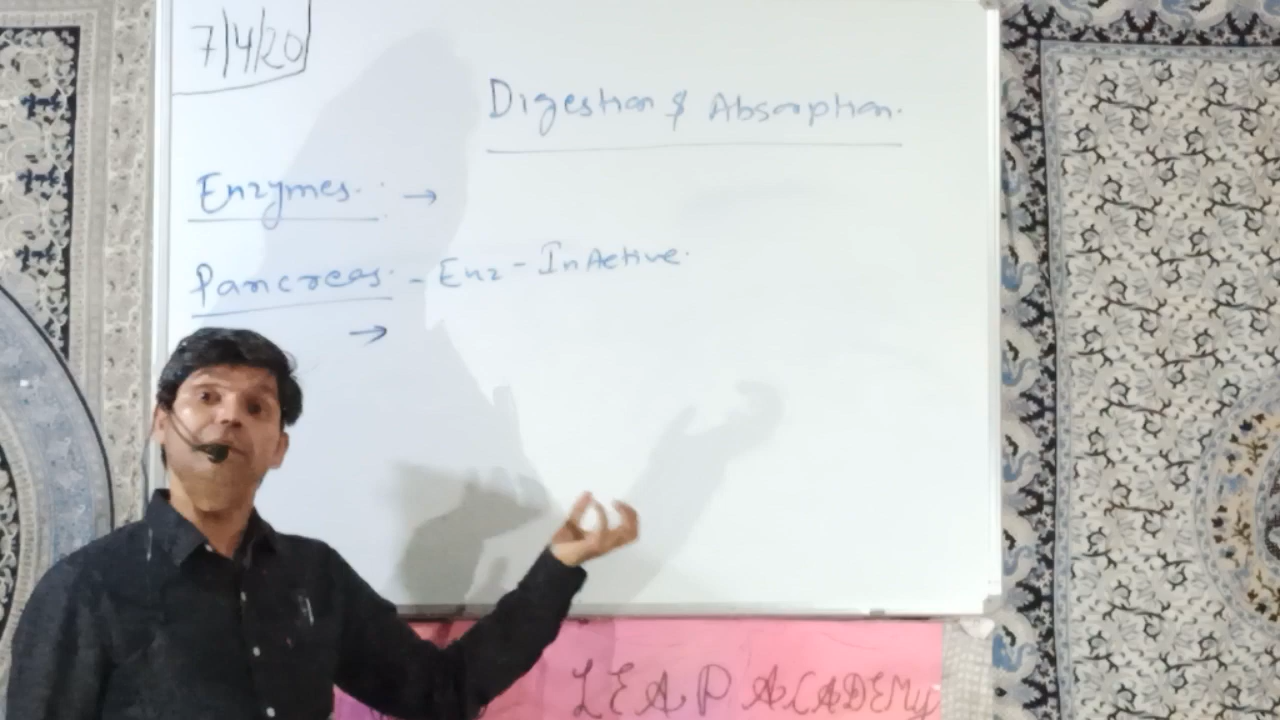 7/4/20
Digestion & Absorption.
Enzymes. : →
Pancreas. - Enz - InActive.
→
LEAP ACADEMY